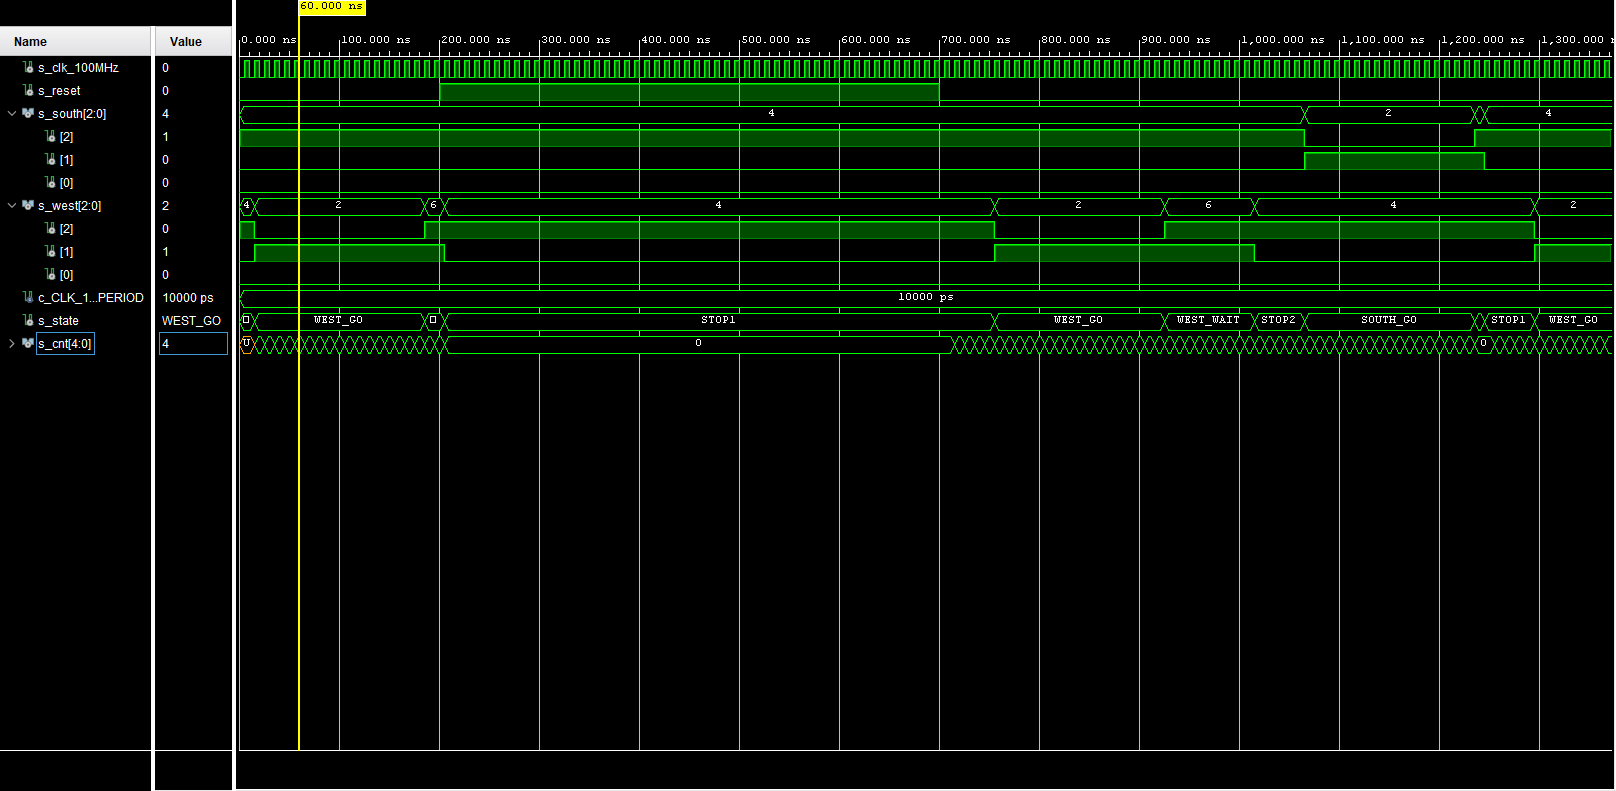 60.000 ns
Name Value
0.000 ns 100.000 ns 200.000 ns 300.000 ns 400.000 ns 500.000 ns 600.000 ns 700.000 ns 800.000 ns 900.000 ns 1,000.000 ns 1,100.000 ns 1,200.000 ns 1,300.000
s_clk_100MHz 0
s_reset 0
s_south[2:0] 4 4 2 4
[2] 1
[1] 0
[0] 0
s_west[2:0] 2 4 2 6 4 2 6 4 2
[2] 0
[1] 1
[0] 0
c_CLK_1...PERIOD 10000 ps 10000 ps
s_state WEST_GO WEST_GO STOP1 WEST_GO WEST_WAIT STOP2 SOUTH_GO STOP1 WEST_GO
s_cnt[4:0] 4 U 0 0